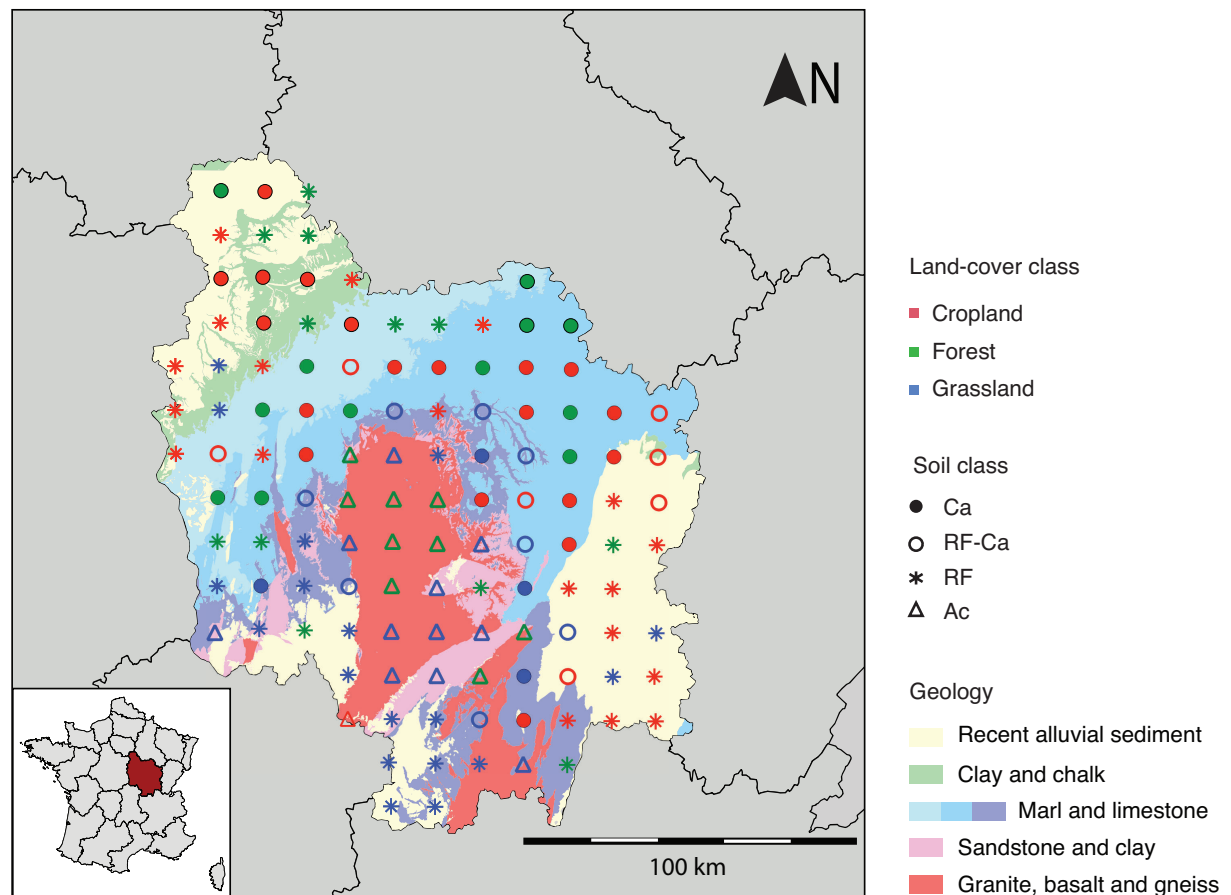 N
Land-cover class
Cropland
Forest
Grassland
Soil class
Ca
RF-Ca
RF
Ac
Geology
Recent alluvial sediment
Clay and chalk
Marl and limestone
Sandstone and clay
Granite, basalt and gneiss
100 km